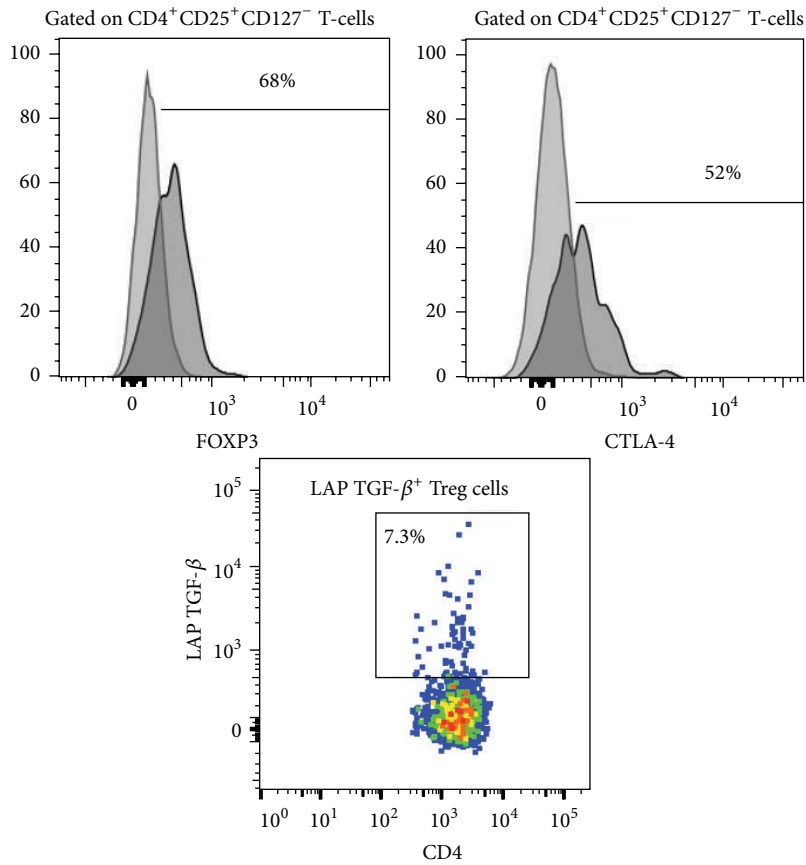 Gated on CD4⁺CD25⁺CD127⁻ T-cells
100
80
60
40
20
0
68%
0 10³ 10⁴
FOXP3
Gated on CD4⁺CD25⁺CD127⁻ T-cells
100
80
60
40
20
0
52%
0 10³ 10⁴
CTLA-4
LAP TGF-β⁺ Treg cells
7.3%
LAP TGF-β
10⁵
10⁴
10³
0
10⁰ 10¹ 10² 10³ 10⁴ 10⁵
CD4